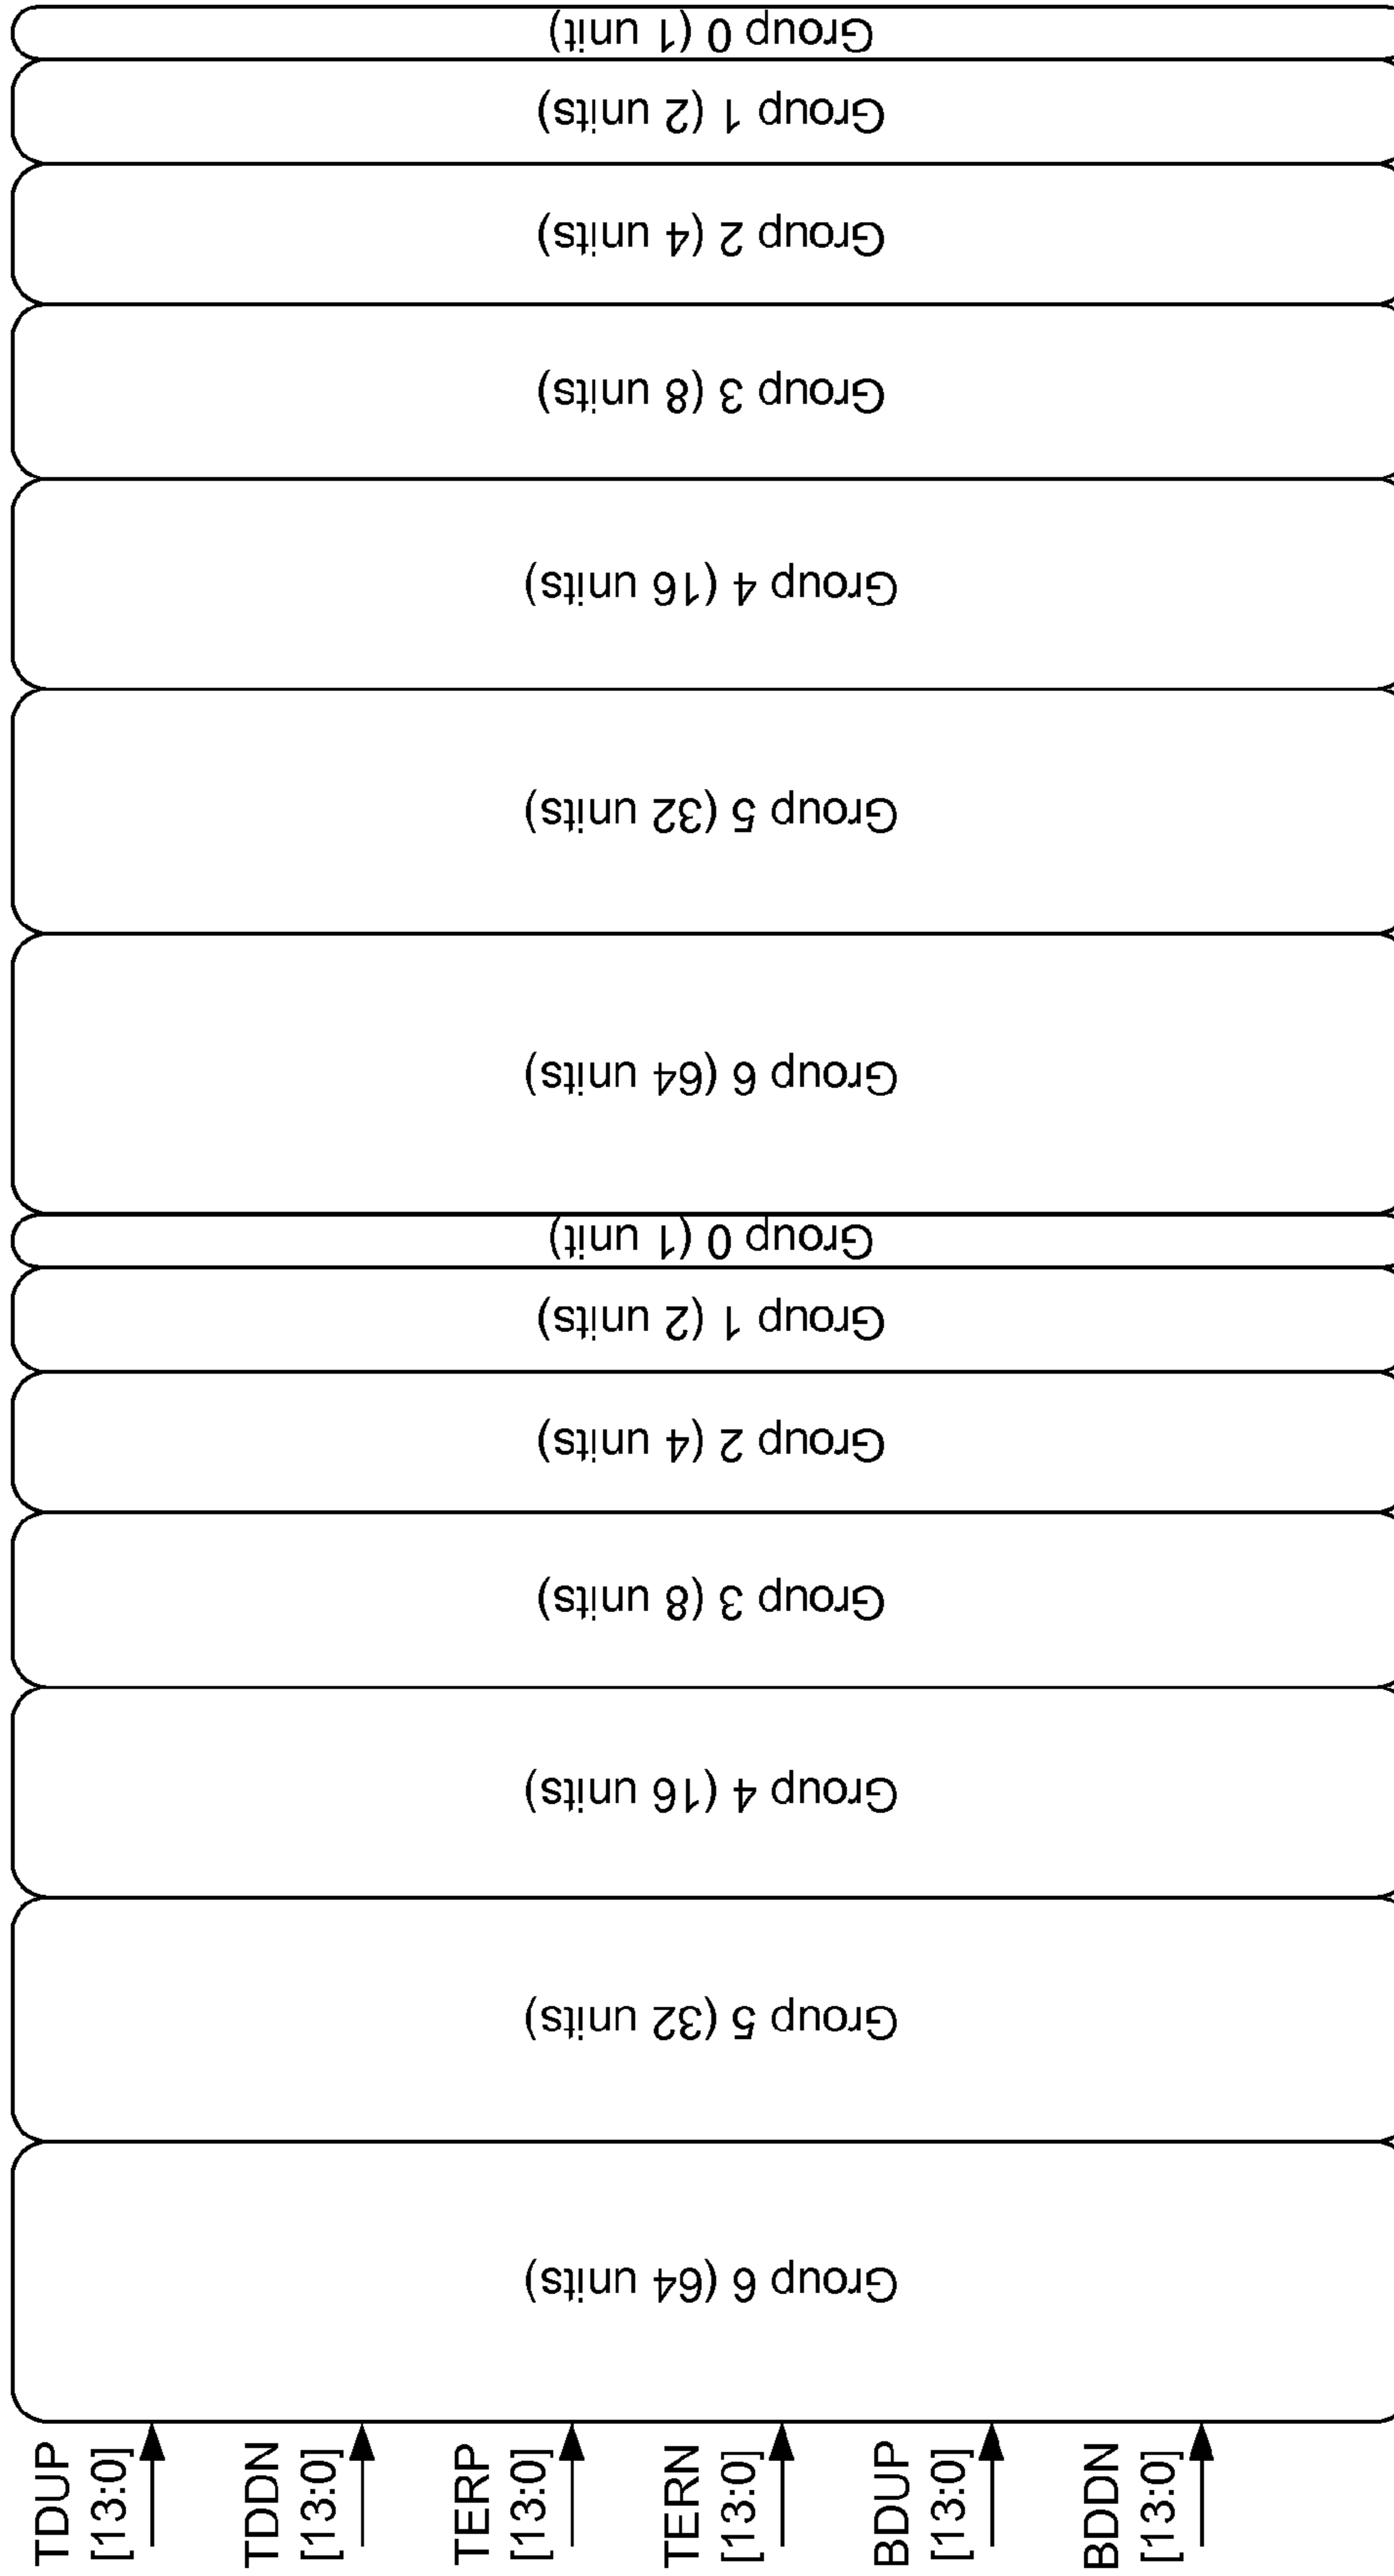 Group 0 (1 unit)
Group 1 (2 units)
Group 2 (4 units)
Group 3 (8 units)
Group 4 (16 units)
Group 5 (32 units)
Group 6 (64 units)
Group 0 (1 unit)
Group 1 (2 units)
Group 2 (4 units)
Group 3 (8 units)
Group 4 (16 units)
Group 5 (32 units)
Group 6 (64 units)
TDUP
[13:0]
TDDN
[13:0]
TERP
[13:0]
TERN
[13:0]
BDUP
[13:0]
BDDN
[13:0]